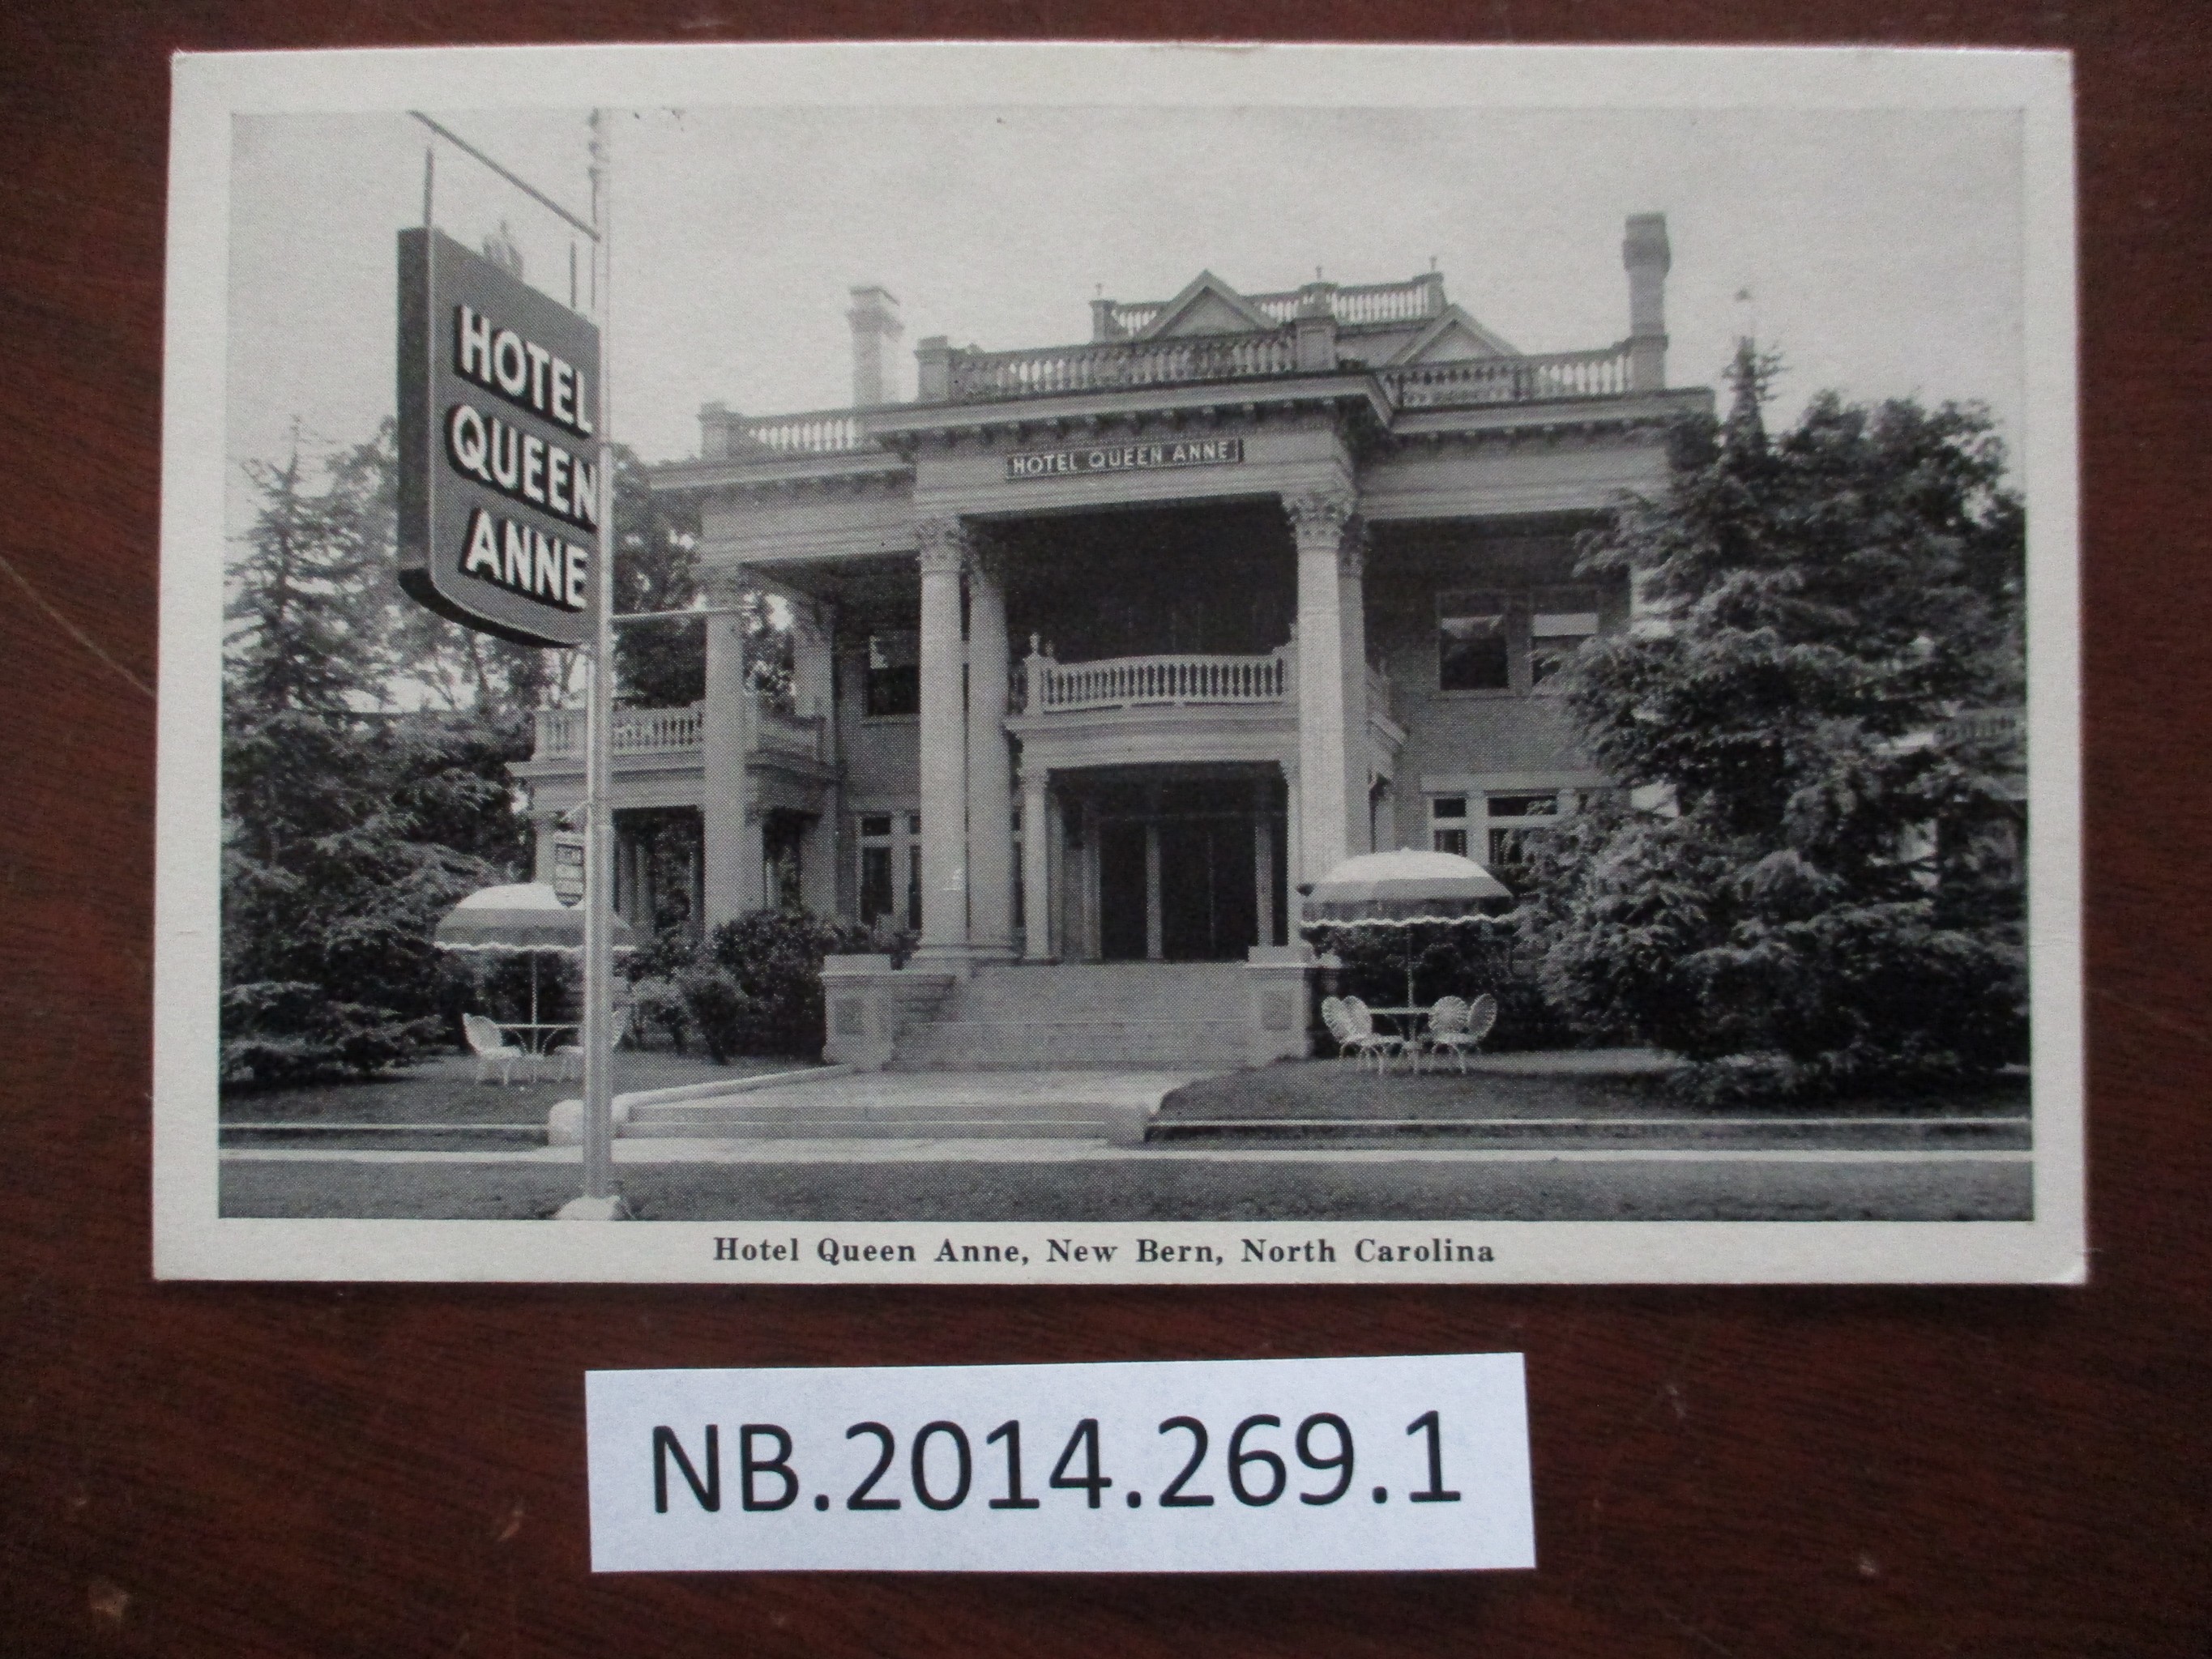 HOTEL
QUEEN
ANNE
HOTEL QUEEN ANNE
Hotel Queen Anne, New Bern, North Carolina
NB.2014.269.1